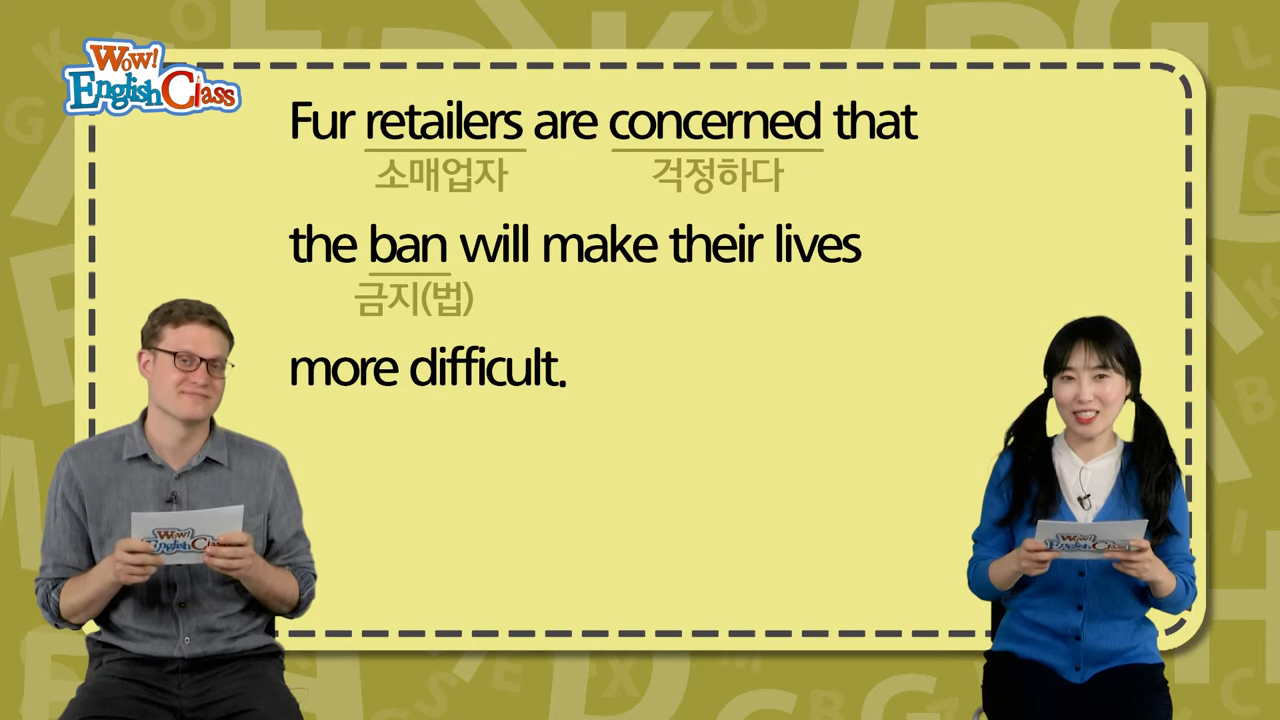 Wow!
English Class
Fur retailers are concerned that
소매업자 걱정하다
the ban will make their lives
금지(법)
more difficult.
Wow!
English Class
Wow!
English Class